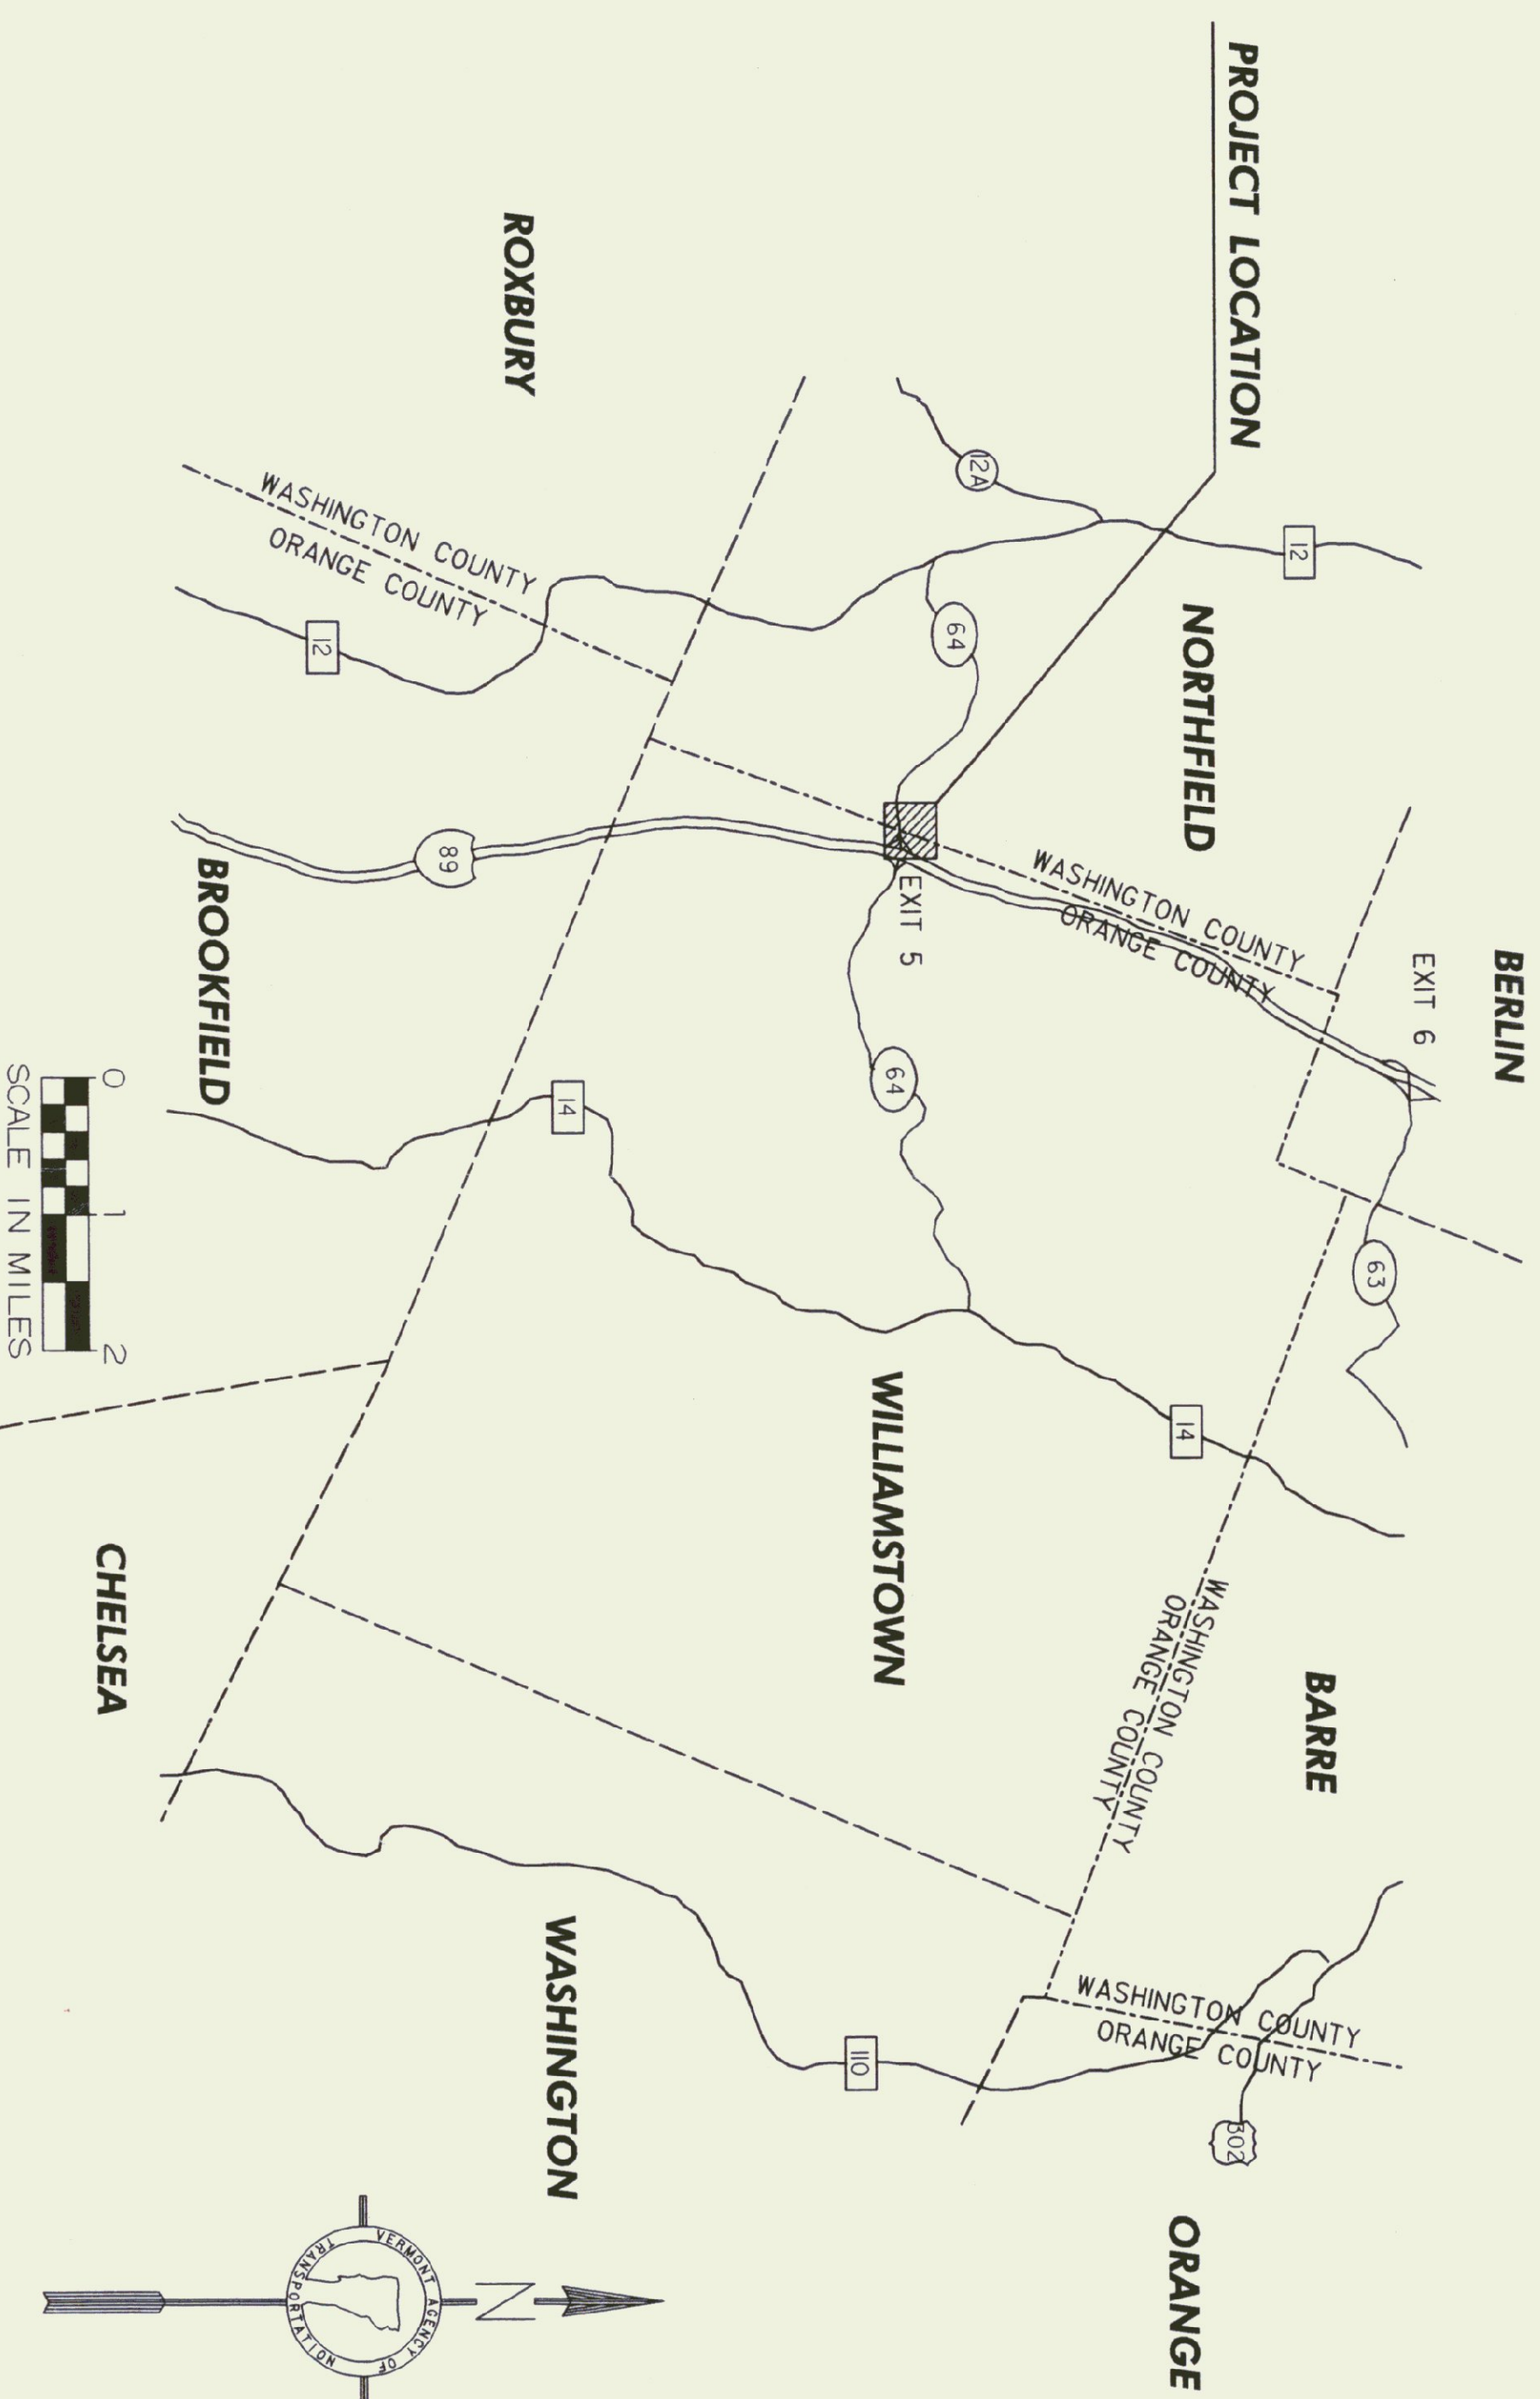 PROJECT LOCATION
BERLIN
EXIT 6
63
BARRE
ORANGE
12
NORTHFIELD
WASHINGTON COUNTY
ORANGE COUNTY
14
WASHINGTON COUNTY
ORANGE COUNTY
WASHINGTON COUNTY
ORANGE COUNTY
302
12A
64
EXIT 5
64
WILLIAMSTOWN
110
ROXBURY
WASHINGTON COUNTY
ORANGE COUNTY
14
WASHINGTON
12
89
BROOKFIELD
CHELSEA
N
VERMONT AGENCY OF
TRANSPORTATION
0 1 2
SCALE IN MILES